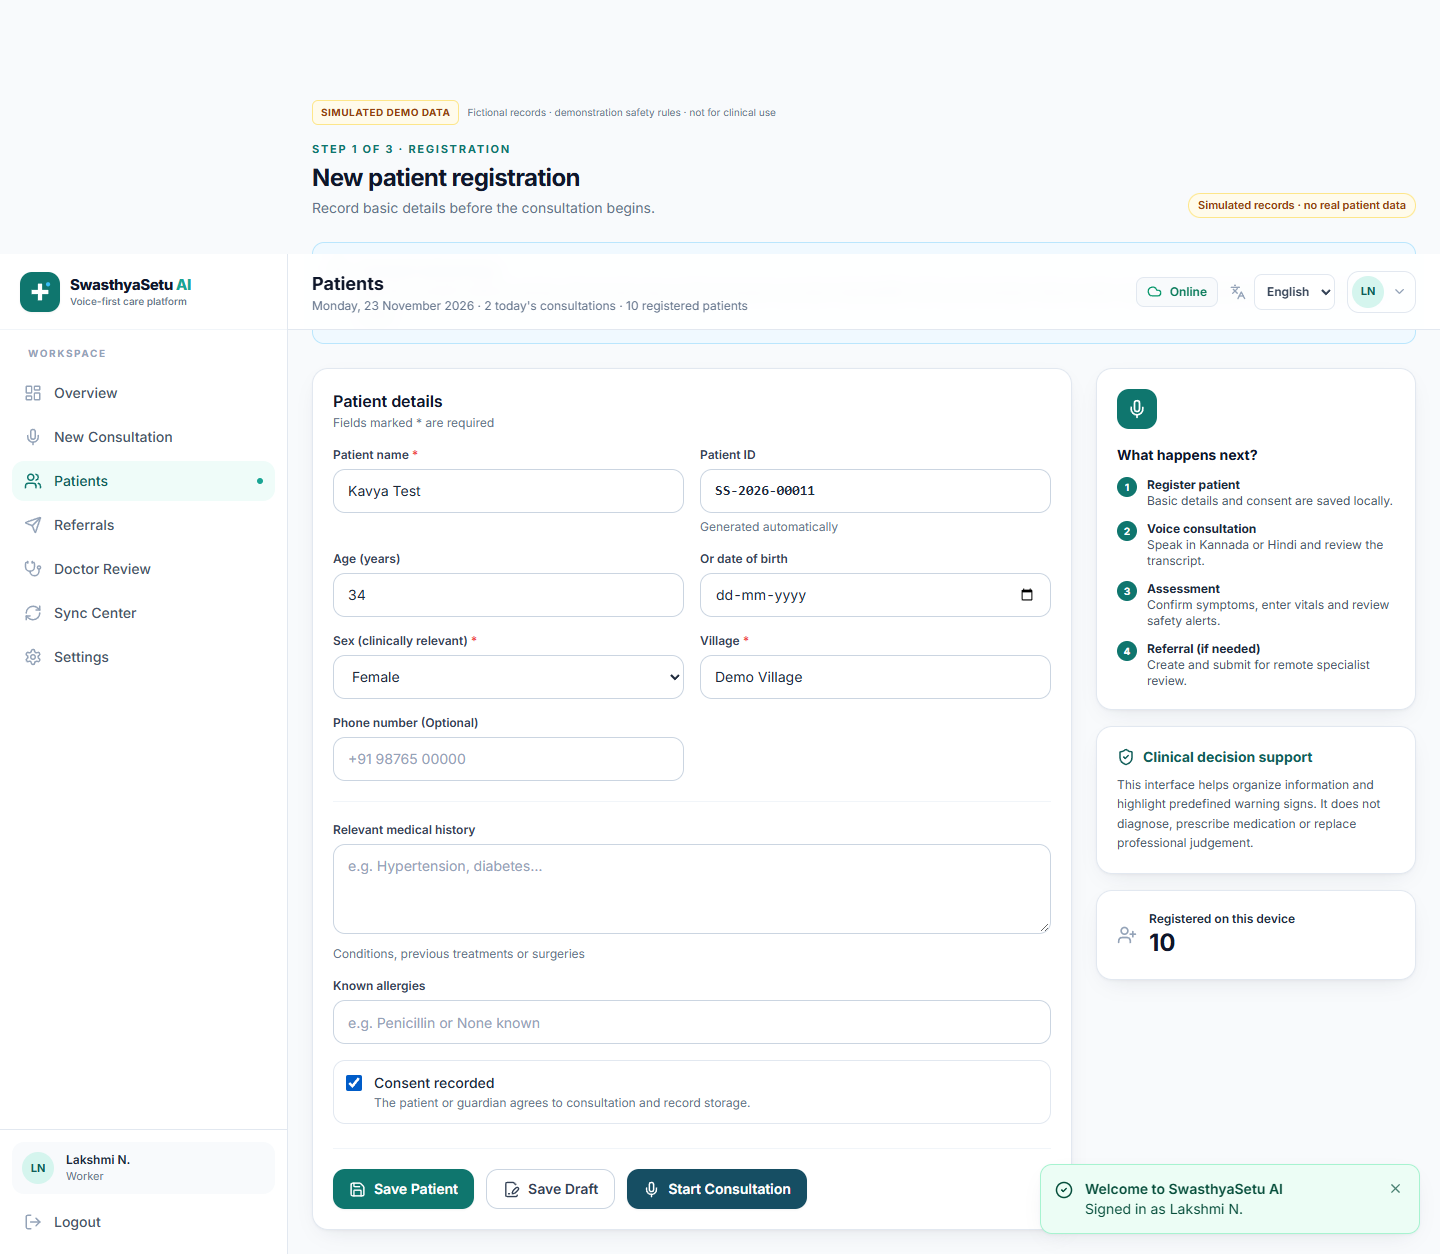 SIMULATED DEMO DATA Fictional records · demonstration safety rules · not for clinical use
STEP 1 OF 3 · REGISTRATION
New patient registration
Record basic details before the consultation begins.
Simulated records · no real patient data
SwasthyaSetu AI
Voice-first care platform
Patients
Monday, 23 November 2026 · 2 today's consultations · 10 registered patients
Online
English
LN
WORKSPACE
Overview
New Consultation
Patients
Referrals
Doctor Review
Sync Center
Settings
LN
Lakshmi N.
Worker
Logout
Patient details
Fields marked * are required
Patient name *
Kavya Test
Patient ID
SS-2026-00011
Generated automatically
Age (years)
34
Or date of birth
dd-mm-yyyy
Sex (clinically relevant) *
Female
Village *
Demo Village
Phone number (Optional)
+91 98765 00000
Relevant medical history
e.g. Hypertension, diabetes...
Conditions, previous treatments or surgeries
Known allergies
e.g. Penicillin or None known
Consent recorded
The patient or guardian agrees to consultation and record storage.
Save Patient
Save Draft
Start Consultation
What happens next?
1 Register patient
Basic details and consent are saved locally.
2 Voice consultation
Speak in Kannada or Hindi and review the
transcript.
3 Assessment
Confirm symptoms, enter vitals and review
safety alerts.
4 Referral (if needed)
Create and submit for remote specialist
review.
Clinical decision support
This interface helps organize information and
highlight predefined warning signs. It does not
diagnose, prescribe medication or replace
professional judgement.
Registered on this device
10
Welcome to SwasthyaSetu AI
Signed in as Lakshmi N.